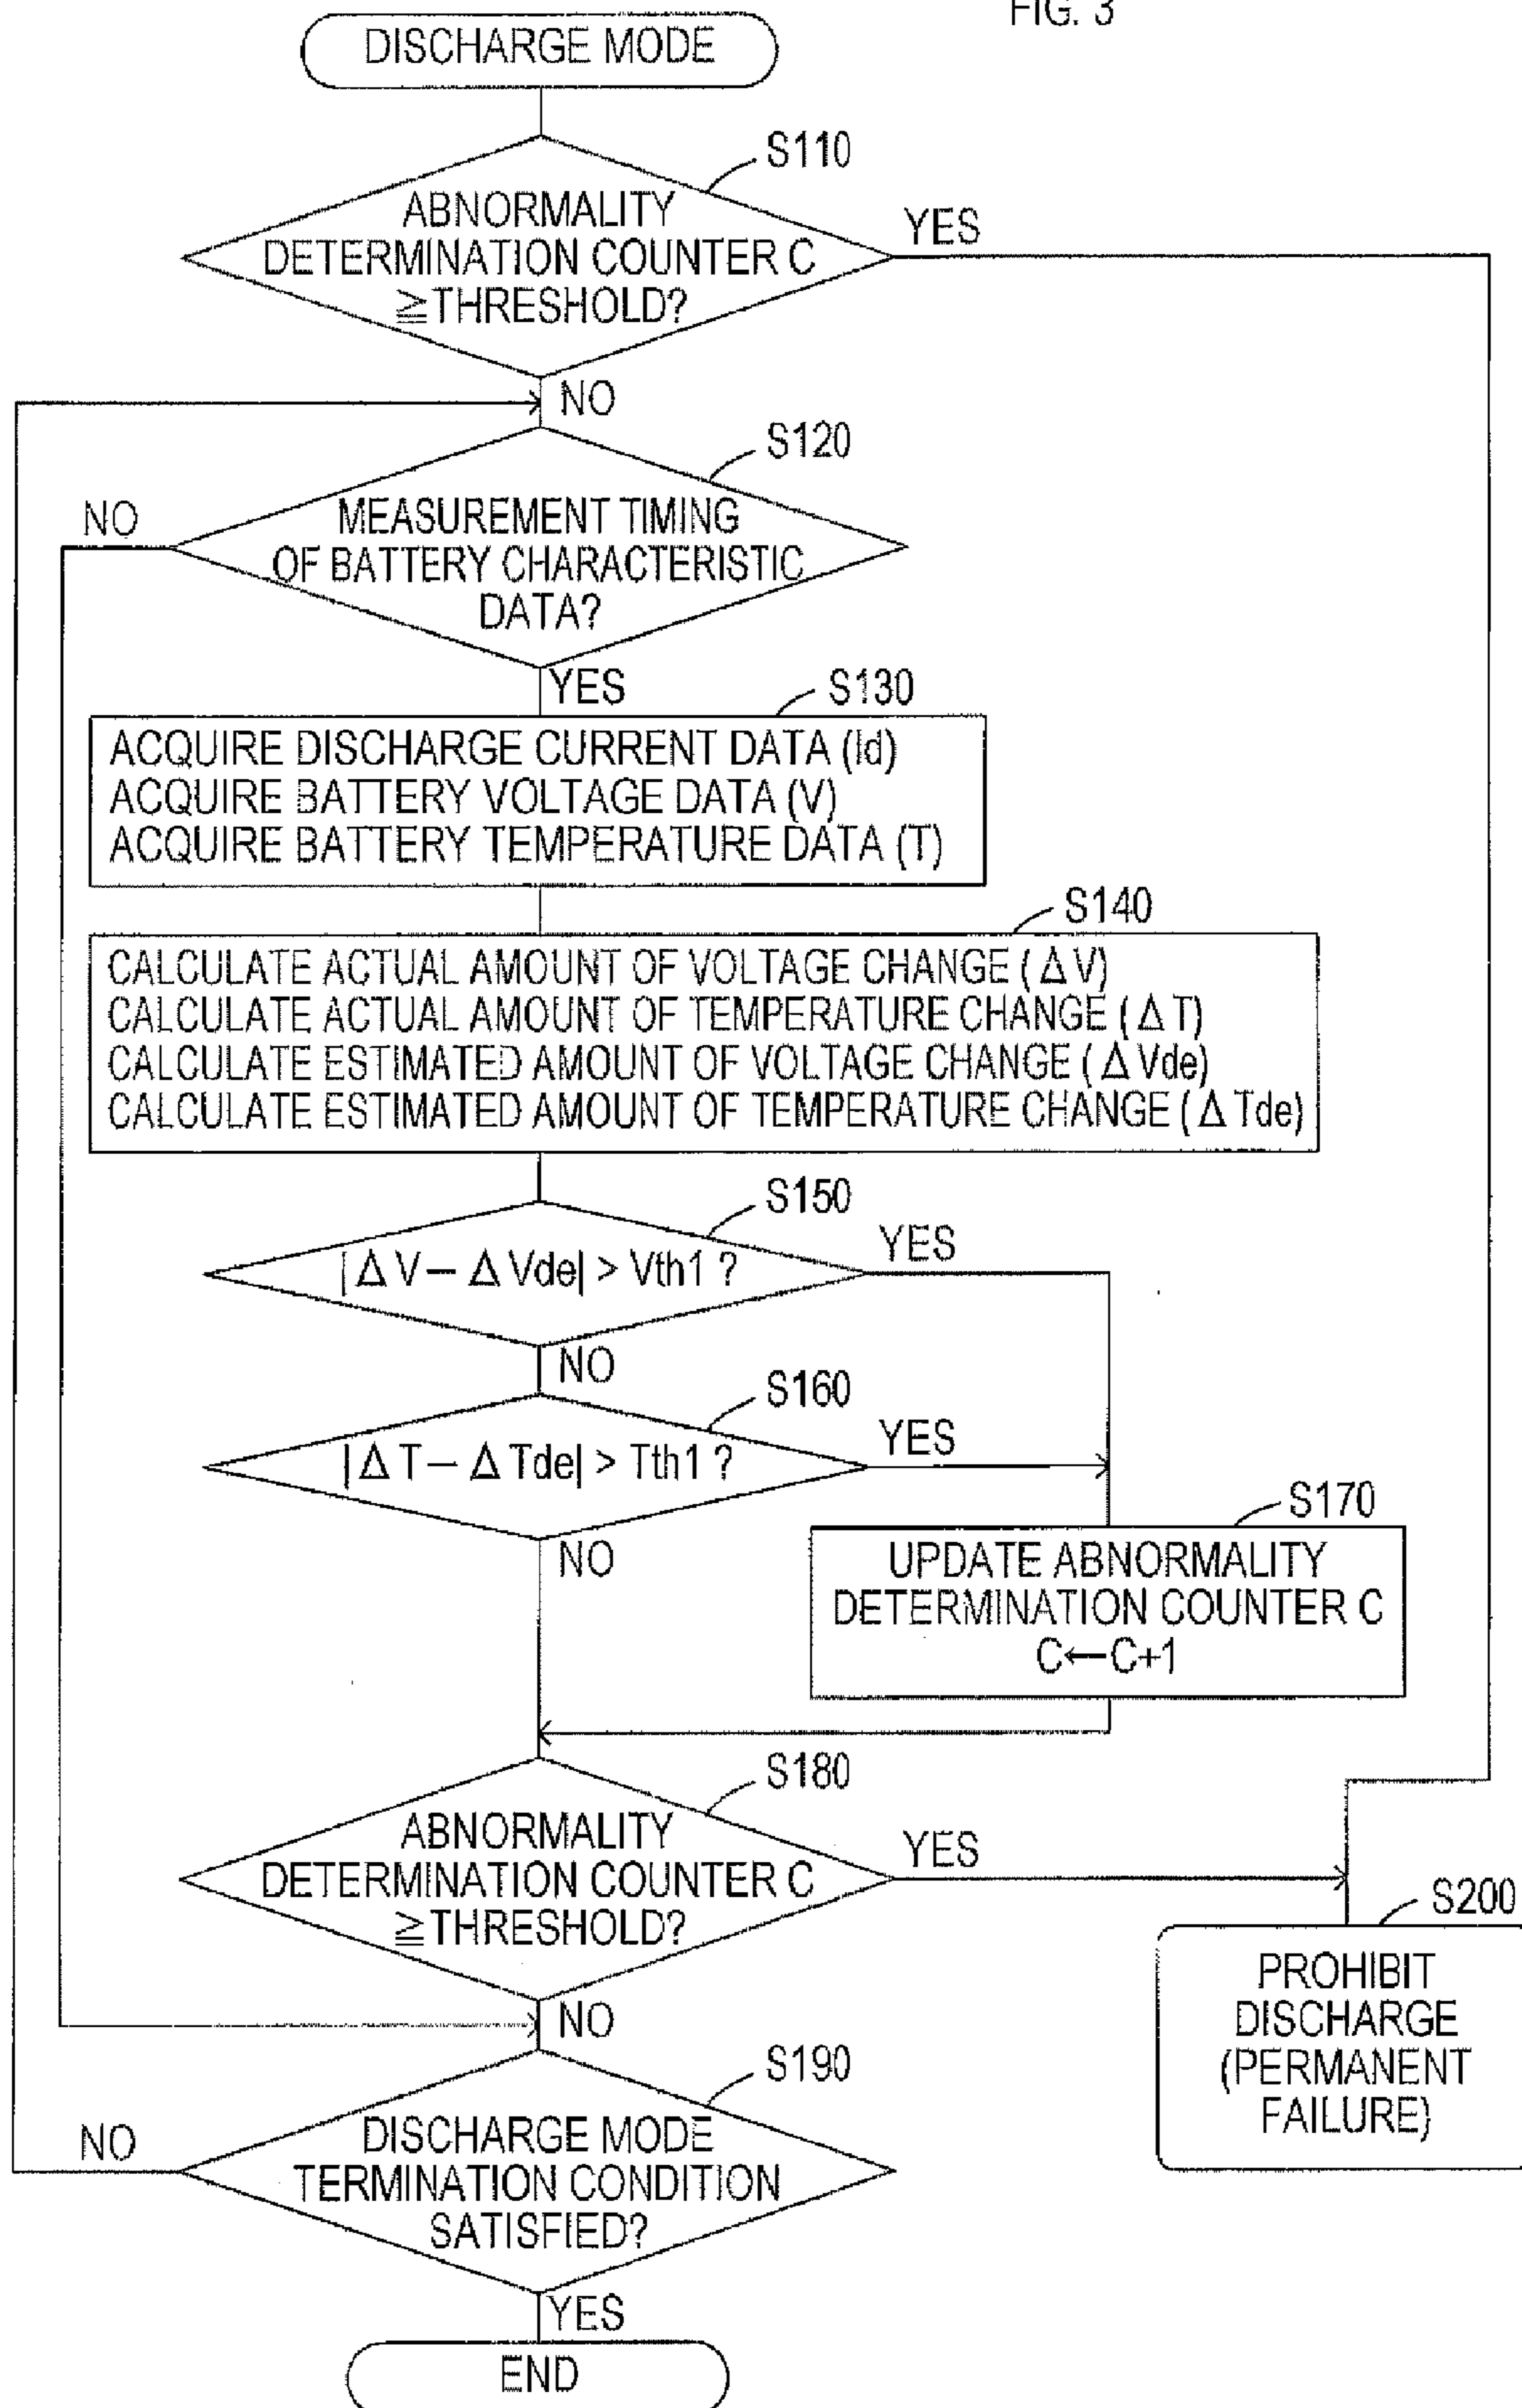 FIG. 3
DISCHARGE MODE
S110
ABNORMALITY
DETERMINATION COUNTER C
≧THRESHOLD?
YES
NO
S120
MEASUREMENT TIMING
OF BATTERY CHARACTERISTIC
DATA?
NO
YES
S130
ACQUIRE DISCHARGE CURRENT DATA (Id)
ACQUIRE BATTERY VOLTAGE DATA (V)
ACQUIRE BATTERY TEMPERATURE DATA (T)
S140
CALCULATE ACTUAL AMOUNT OF VOLTAGE CHANGE (ΔV)
CALCULATE ACTUAL AMOUNT OF TEMPERATURE CHANGE (ΔT)
CALCULATE ESTIMATED AMOUNT OF VOLTAGE CHANGE (ΔVde)
CALCULATE ESTIMATED AMOUNT OF TEMPERATURE CHANGE (ΔTde)
S150
|ΔV−ΔVde| > Vth1 ?
YES
NO
S160
|ΔT−ΔTde| > Tth1 ?
YES
NO
S170
UPDATE ABNORMALITY
DETERMINATION COUNTER C
C←C+1
S180
ABNORMALITY
DETERMINATION COUNTER C
≧THRESHOLD?
YES
NO
S200
PROHIBIT
DISCHARGE
(PERMANENT
FAILURE)
S190
DISCHARGE MODE
TERMINATION CONDITION
SATISFIED?
NO
YES
END